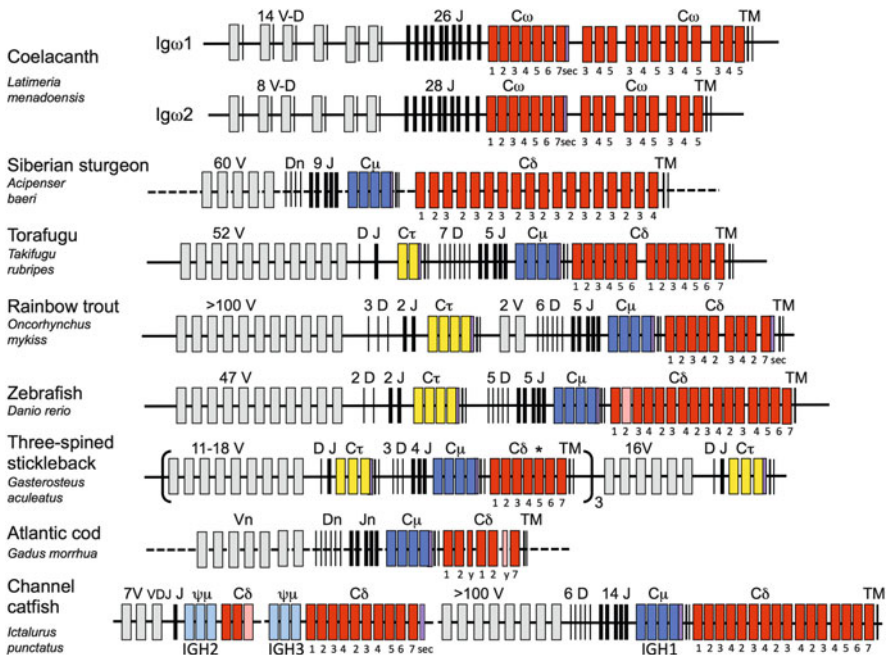 14 V-D 26 J Cω Cω TM
Coelacanth Igω1
Latimeria
menadoensis
1 2 3 4 5 6 7sec 3 4 5 3 4 5 3 4 5 3 4 5
8 V-D 28 J Cω Cω TM
Igω2
1 2 3 4 5 6 7sec 3 4 5 3 4 5 3 4 5
Siberian sturgeon
Acipenser
baeri
60 V Dn 9 J Cμ Cδ TM
1 2 3 2 3 2 3 2 3 2 3 2 3 2 3 2 3 4
Torafugu
Takifugu
rubripes
52 V D J Cτ 7 D 5 J Cμ Cδ TM
1 2 3 4 5 6 1 2 3 4 5 6 7
Rainbow trout
Oncorhynchus
mykiss
>100 V 3 D 2 J Cτ 2 V 6 D 5 J Cμ Cδ TM
1 2 3 4 2 3 4 2 7 sec
Zebrafish
Danio rerio
47 V 2 D 2 J Cτ 5 D 5 J Cμ Cδ TM
1 2 3 4 2 3 4 2 3 4 2 3 4 5 6 7
Three-spined
stickleback
Gasterosteus
aculeatus
11-18 V D J Cτ 3 D 4 J Cμ Cδ * TM 16V D J Cτ
1 2 3 4 5 6 7 3
Atlantic cod
Gadus morrhua
Vn Dn Jn Cμ Cδ TM
1 2 y 1 2 y 7
Channel
catfish
Ictalurus
punctatus
7V VDJ J ψμ Cδ ψμ Cδ >100 V 6 D 14 J Cμ Cδ TM
IGH2 IGH3 1 2 3 4 2 3 4 5 6 7 sec IGH1 1 2 3 4 2 3 4 2 3 4 2 3 4 5 6 7